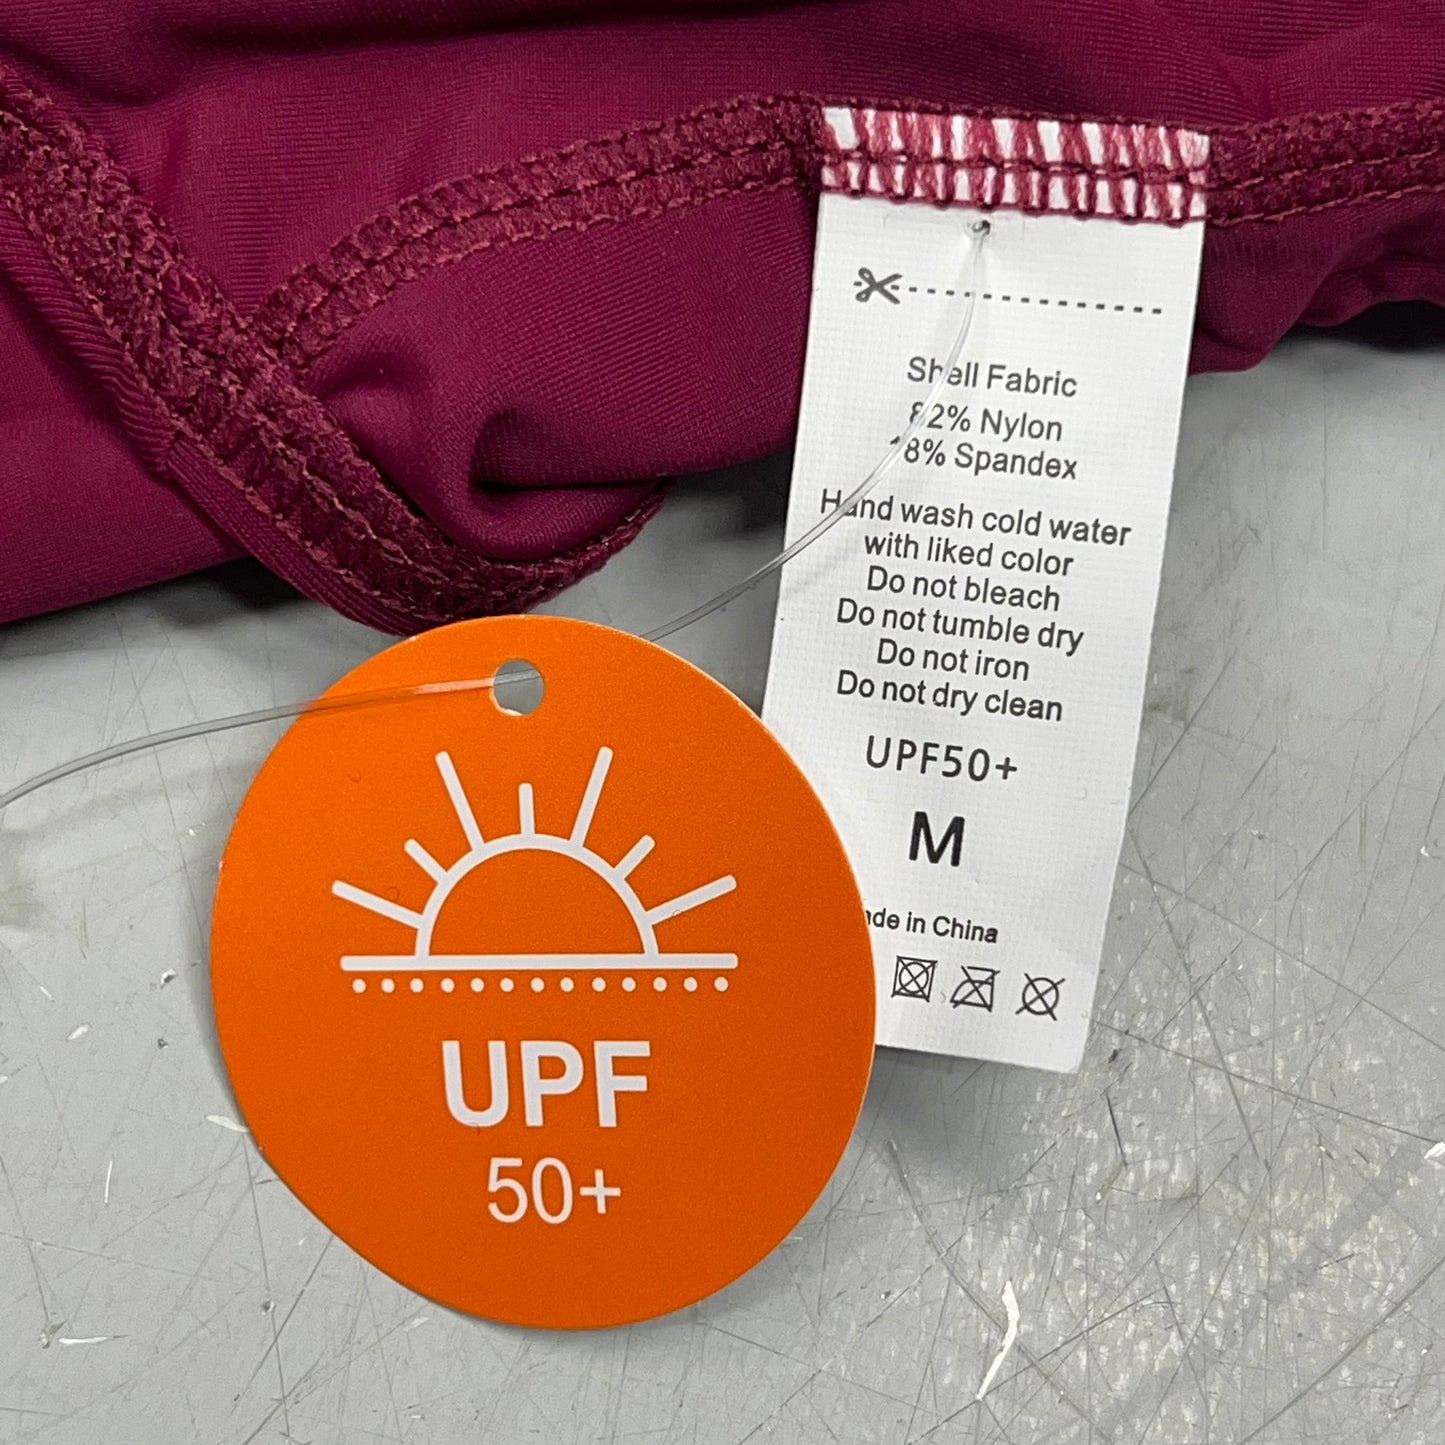 Shell Fabric
82% Nylon
18% Spandex
Hand wash cold water
with liked color
Do not bleach
Do not tumble dry
Do not iron
Do not dry clean
UPF50+
M
Made in China
UPF
50+